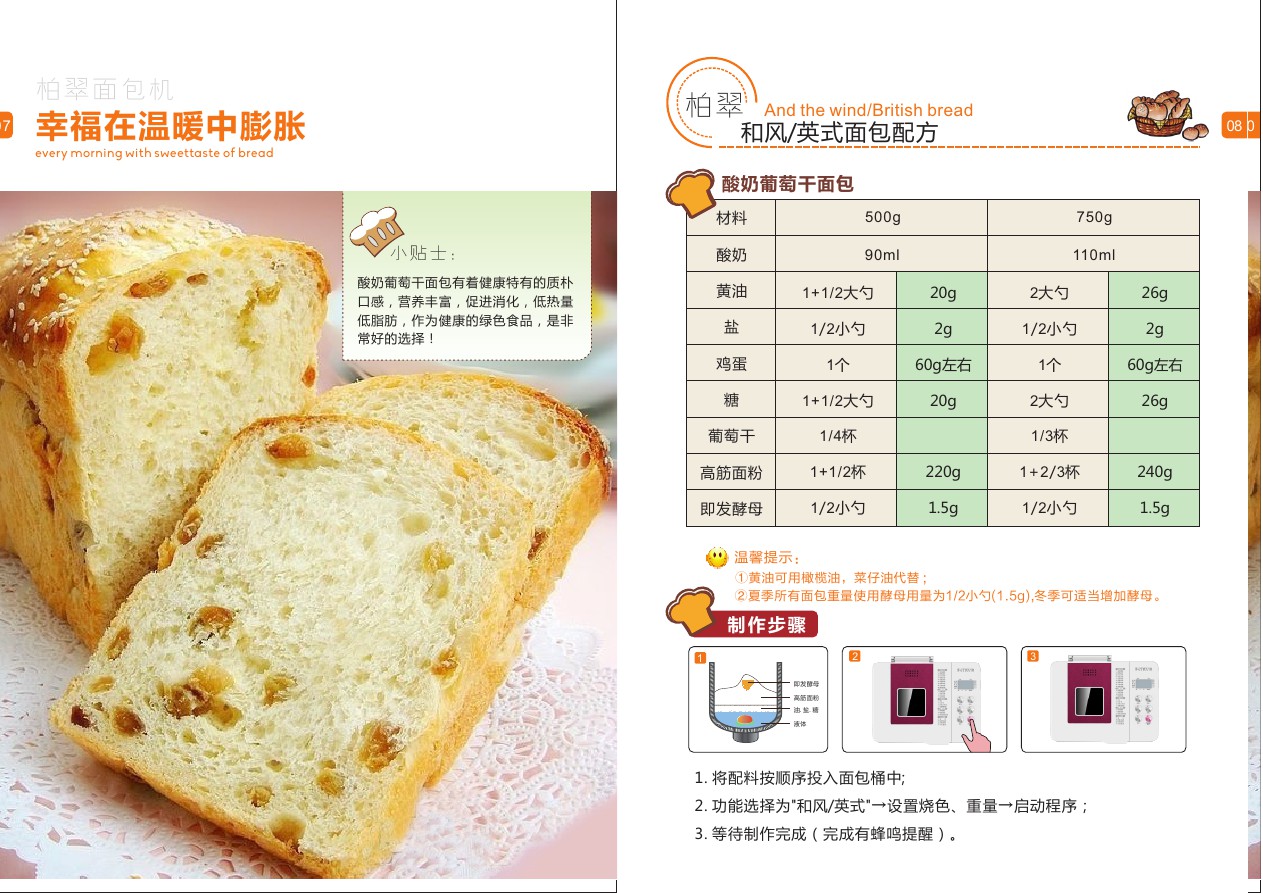 柏翠面包机
07
幸福在温暖中膨胀
every morning with sweettaste of bread
小贴士：
酸奶葡萄干面包有着健康特有的质朴
口感，营养丰富，促进消化，低热量
低脂肪，作为健康的绿色食品，是非
常好的选择！
柏翠
And the wind/British bread
和风/英式面包配方
08 0
酸奶葡萄干面包
材料 500g 750g
酸奶 90ml 110ml
黄油 1+1/2大勺 20g 2大勺 26g
盐 1/2小勺 2g 1/2小勺 2g
鸡蛋 1个 60g左右 1个 60g左右
糖 1+1/2大勺 20g 2大勺 26g
葡萄干 1/4杯 1/3杯
高筋面粉 1+1/2杯 220g 1+2/3杯 240g
即发酵母 1/2小勺 1.5g 1/2小勺 1.5g
温馨提示：
①黄油可用橄榄油，菜仔油代替；
②夏季所有面包重量使用酵母用量为1/2小勺(1.5g),冬季可适当增加酵母。
制作步骤
1 2 3
即发酵母
高筋面粉
油. 盐. 糖
液体
1. 将配料按顺序投入面包桶中;
2. 功能选择为"和风/英式"→设置烧色、重量→启动程序；
3. 等待制作完成（完成有蜂鸣提醒）。